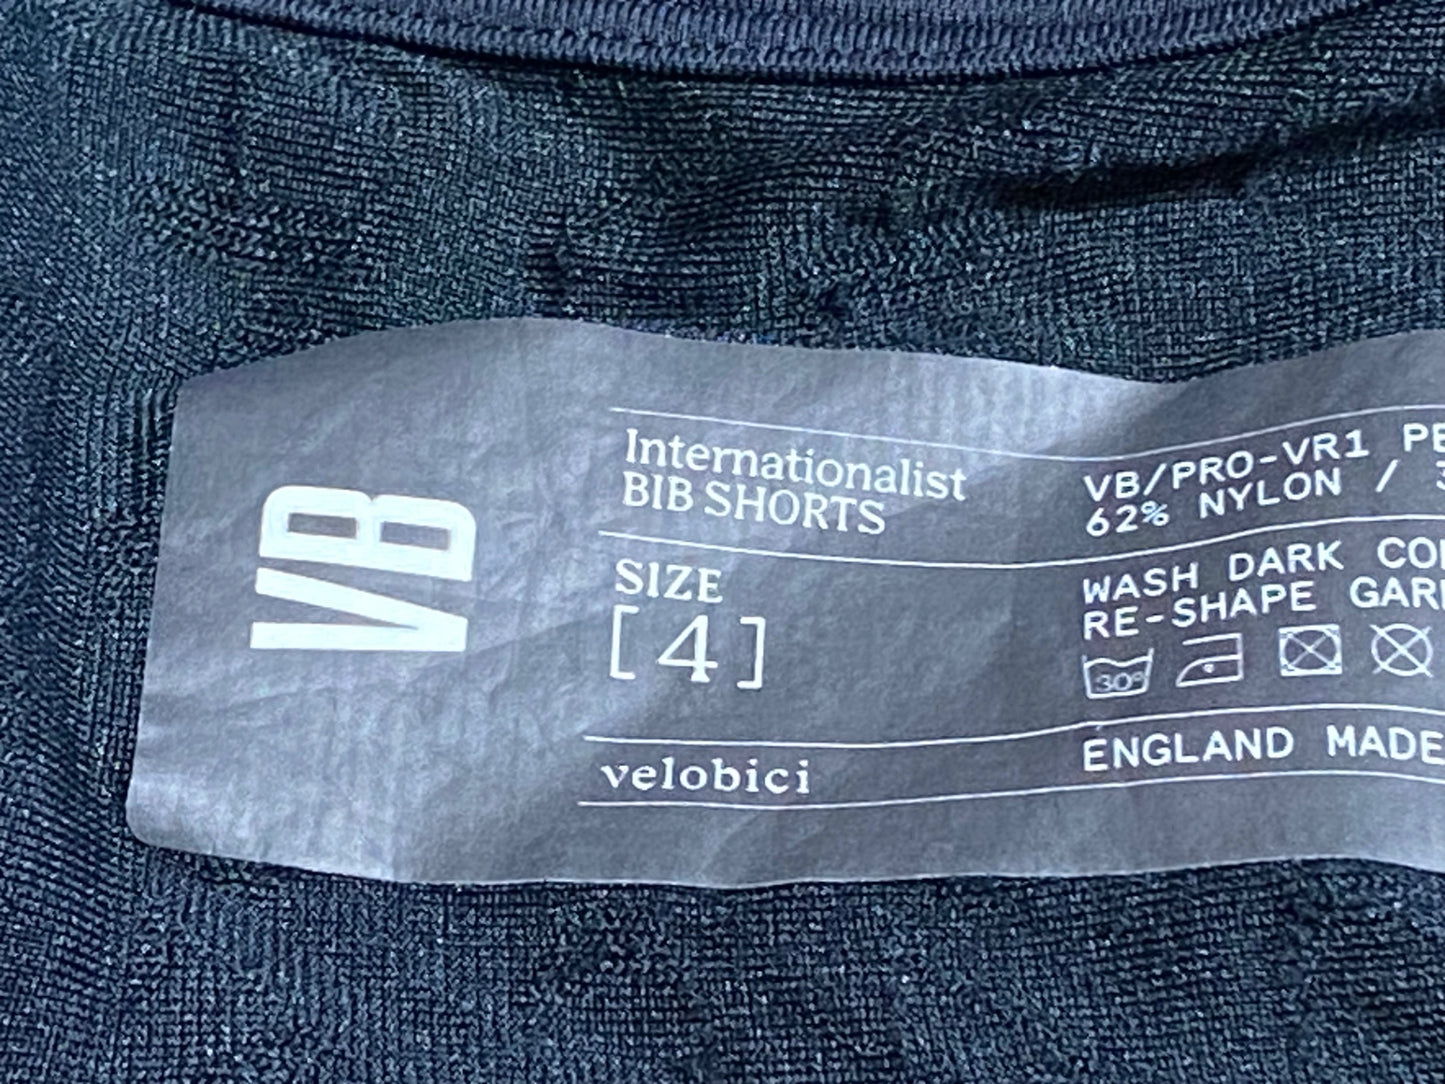 VB
Internationalist
BIB SHORTS
SIZE
[4]
velobici
VB/PRO-VR1
62% NYLON /
WASH DARK
RE-SHAPE
30°
ENGLAND MADE